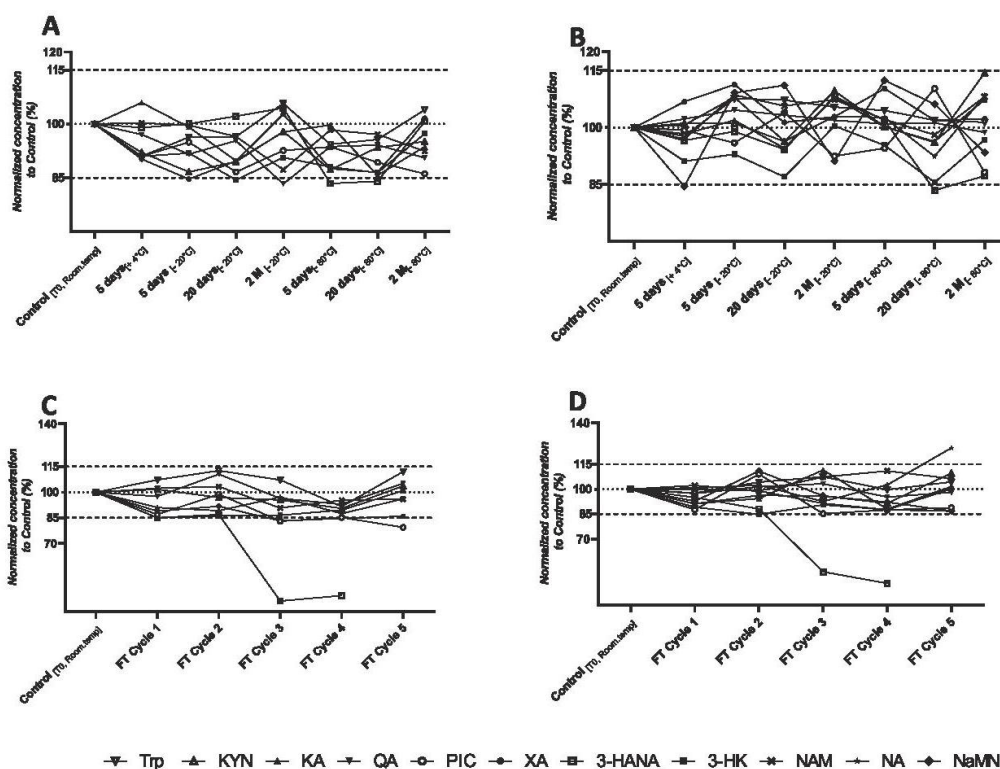 A
Normalized concentration
to Control (%)
120
115
100
85
Control [T0, Room.temp]
5 days [+ 4°C]
5 days [- 20°C]
20 days [- 20°C]
2 M [- 20°C]
5 days [- 80°C]
20 days [- 80°C]
2 M [- 80°C]
B
Normalized concentration
to Control (%)
120
115
100
85
Control [T0, Room.temp]
5 days [+ 4°C]
5 days [- 20°C]
20 days [- 20°C]
2 M [- 20°C]
5 days [- 80°C]
20 days [- 80°C]
2 M [- 80°C]
C
Normalized concentration
to Control (%)
140
115
100
85
70
Control [T0, Room.temp]
FT Cycle 1
FT Cycle 2
FT Cycle 3
FT Cycle 4
FT Cycle 5
D
Normalized concentration
to Control (%)
140
115
100
85
70
Control [T0, Room.temp]
FT Cycle 1
FT Cycle 2
FT Cycle 3
FT Cycle 4
FT Cycle 5
Trp KYN KA QA PIC XA 3-HANA 3-HK NAM NA NaMN